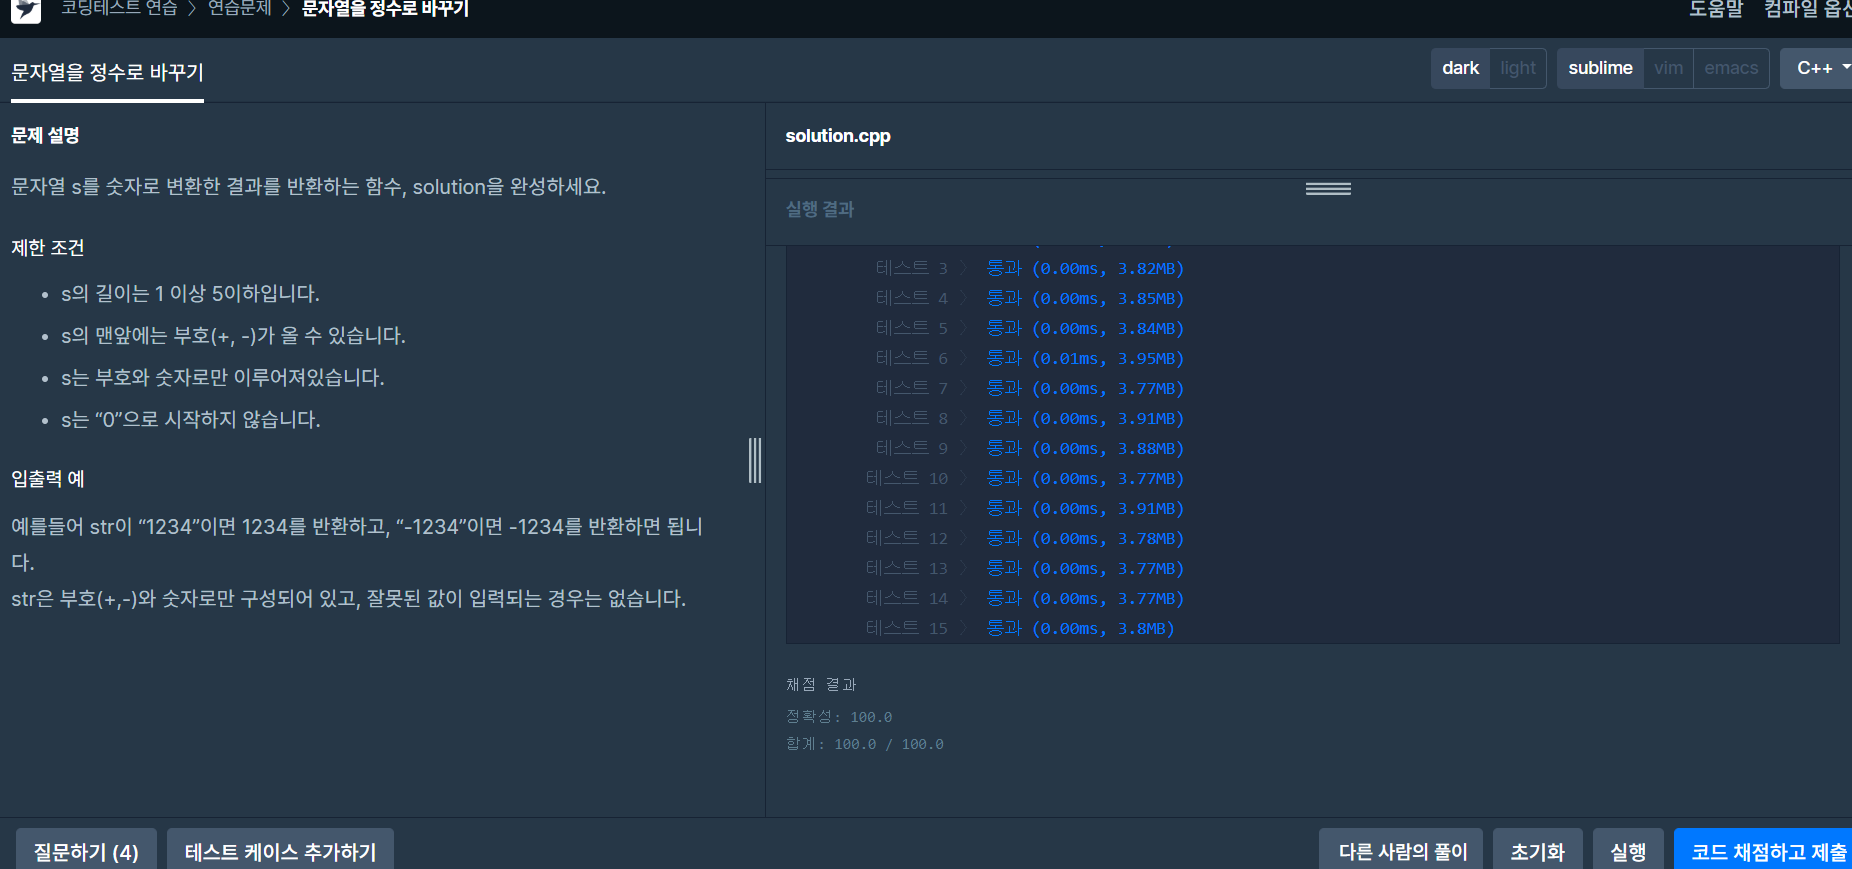 코딩테스트 연습 > 연습문제 > 문자열을 정수로 바꾸기
도움말 컴파일 옵션
문자열을 정수로 바꾸기
dark light sublime vim emacs C++
문제 설명
문자열 s를 숫자로 변환한 결과를 반환하는 함수, solution을 완성하세요.
제한 조건
• s의 길이는 1 이상 5이하입니다.
• s의 맨앞에는 부호(+, -)가 올 수 있습니다.
• s는 부호와 숫자로만 이루어져있습니다.
• s는 “0”으로 시작하지 않습니다.
입출력 예
예를들어 str이 “1234”이면 1234를 반환하고, “-1234”이면 -1234를 반환하면 됩니
다.
str은 부호(+,-)와 숫자로만 구성되어 있고, 잘못된 값이 입력되는 경우는 없습니다.
solution.cpp
실행 결과
테스트 3 > 통과 (0.00ms, 3.82MB)
테스트 4 > 통과 (0.00ms, 3.85MB)
테스트 5 > 통과 (0.00ms, 3.84MB)
테스트 6 > 통과 (0.01ms, 3.95MB)
테스트 7 > 통과 (0.00ms, 3.77MB)
테스트 8 > 통과 (0.00ms, 3.91MB)
테스트 9 > 통과 (0.00ms, 3.88MB)
테스트 10 > 통과 (0.00ms, 3.77MB)
테스트 11 > 통과 (0.00ms, 3.91MB)
테스트 12 > 통과 (0.00ms, 3.78MB)
테스트 13 > 통과 (0.00ms, 3.77MB)
테스트 14 > 통과 (0.00ms, 3.77MB)
테스트 15 > 통과 (0.00ms, 3.8MB)
채점 결과
정확성: 100.0
합계: 100.0 / 100.0
질문하기 (4) 테스트 케이스 추가하기 다른 사람의 풀이 초기화 실행 코드 채점하고 제출